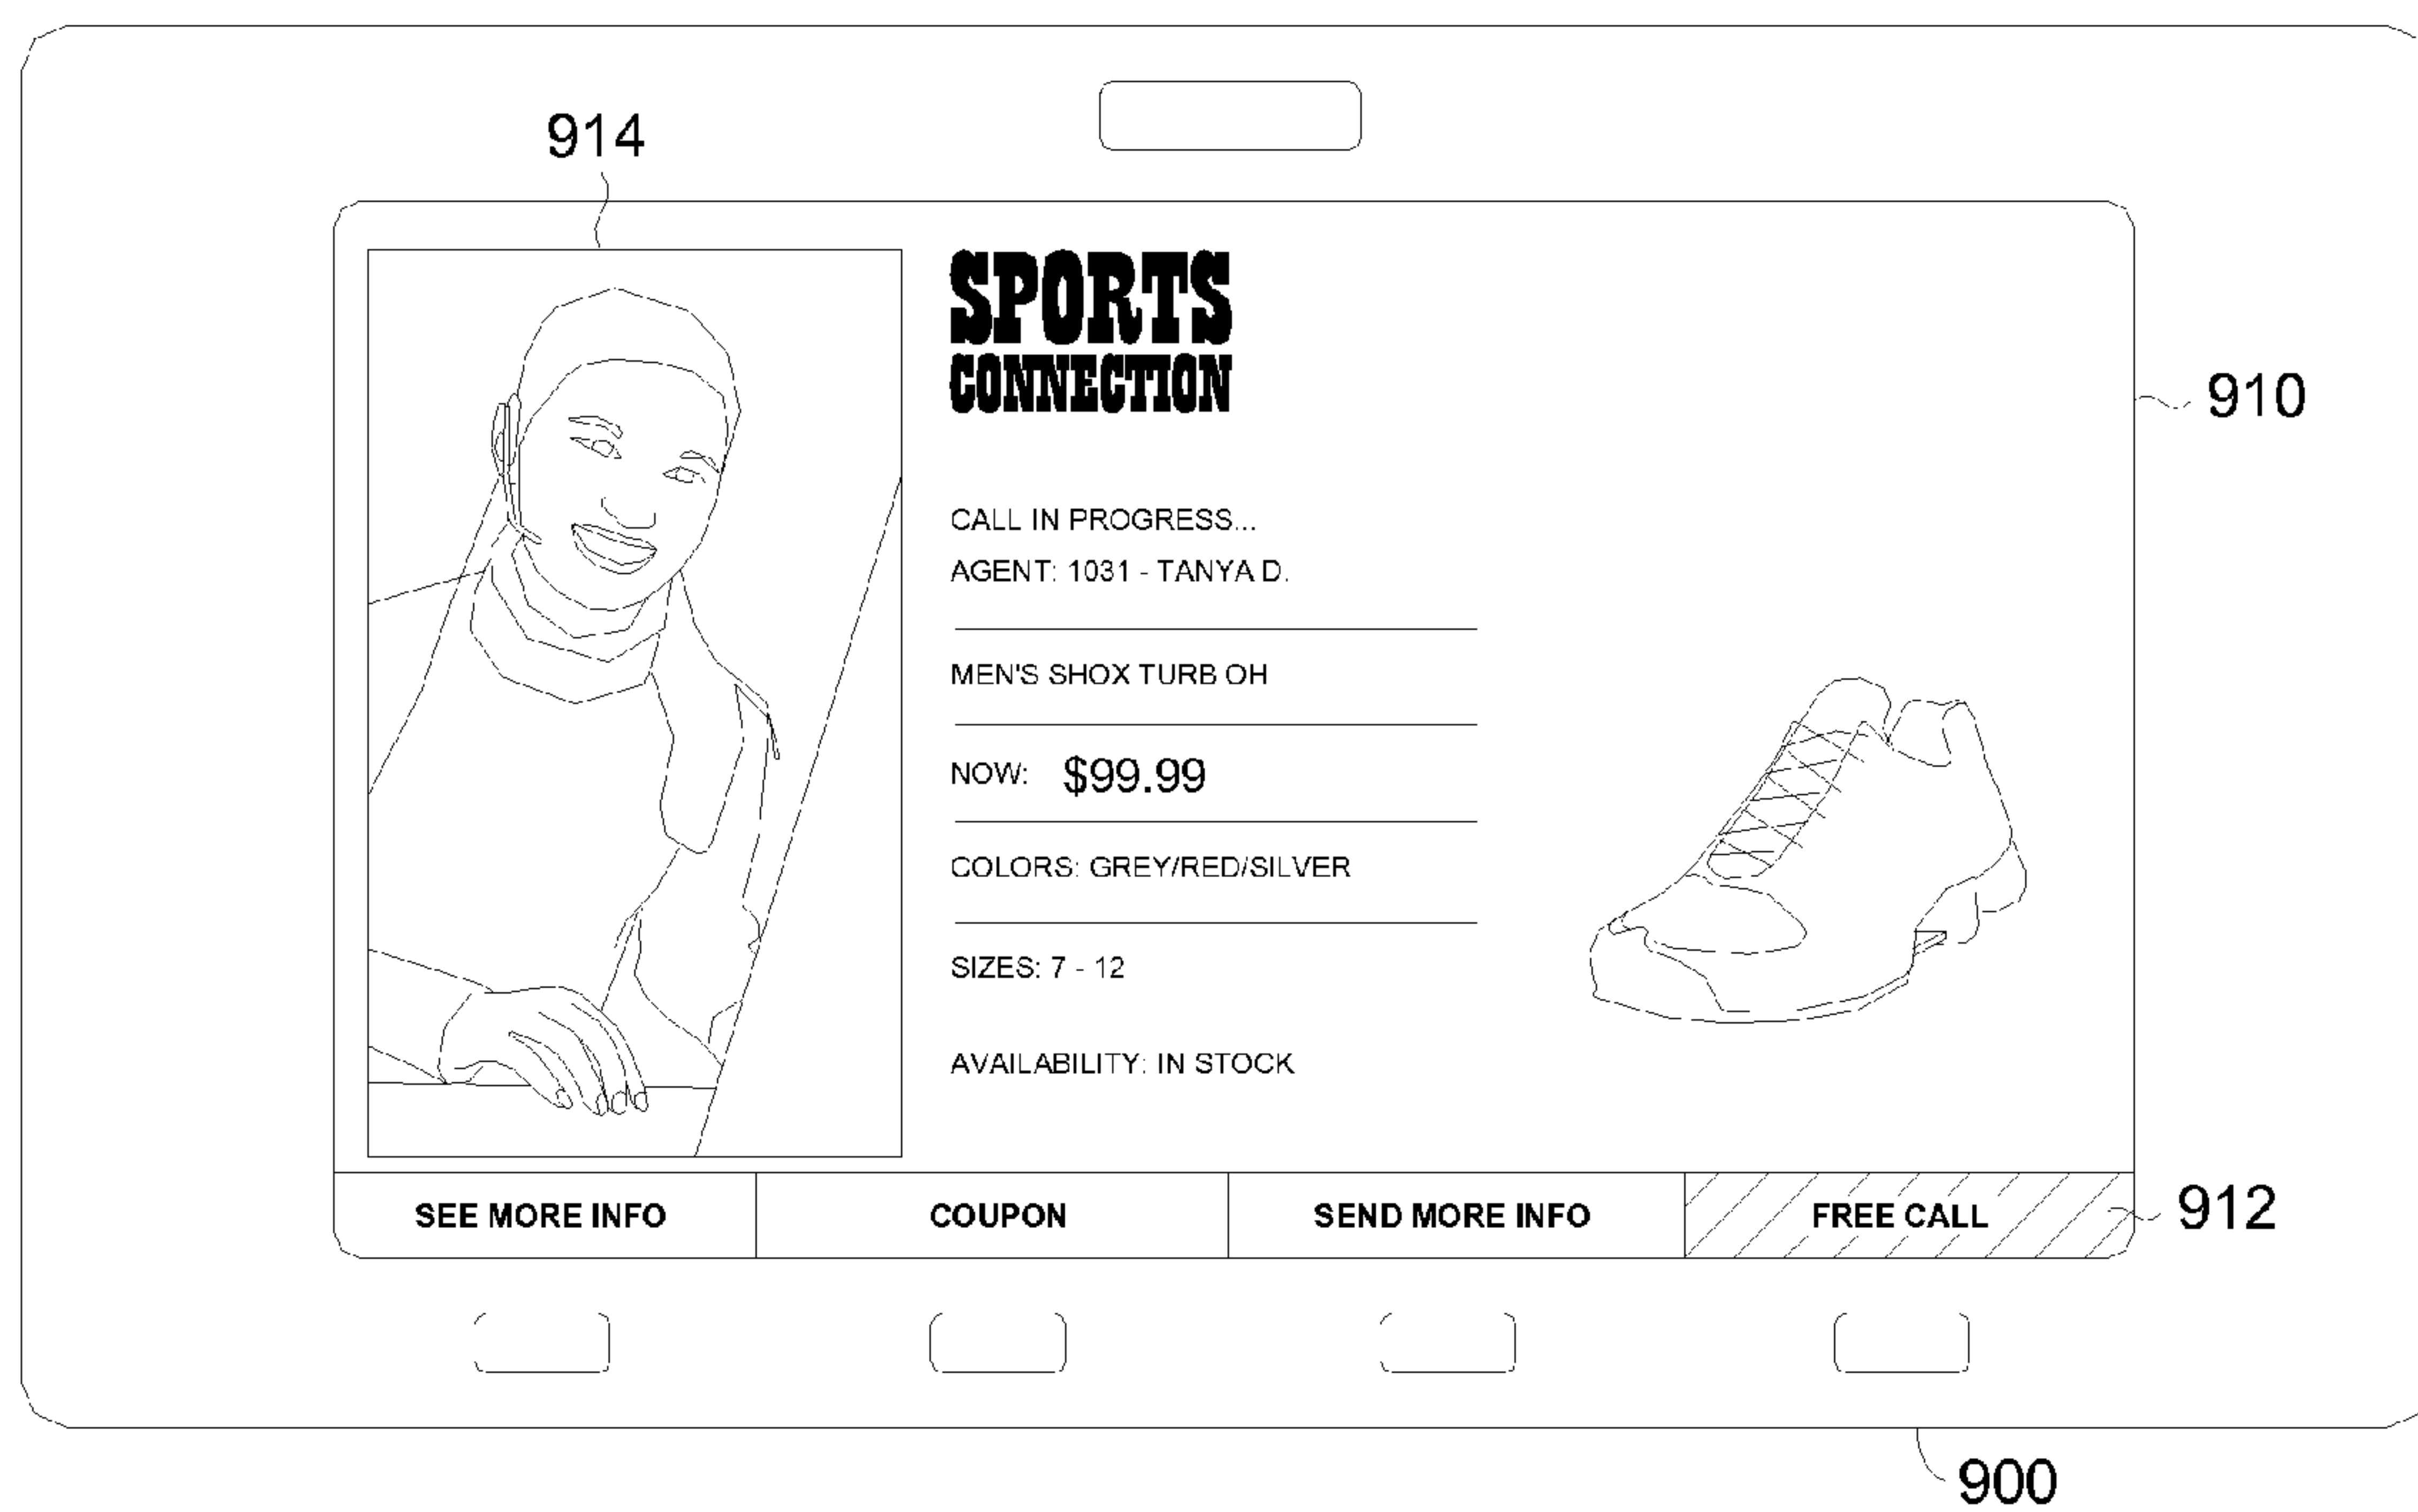 914
SPORTS
CONNECTION
910
CALL IN PROGRESS...
AGENT: 1031 - TANYA D.
MEN'S SHOX TURB OH
NOW: $99.99
COLORS: GREY/RED/SILVER
SIZES: 7 - 12
AVAILABILITY: IN STOCK
SEE MORE INFO
COUPON
SEND MORE INFO
FREE CALL
912
900